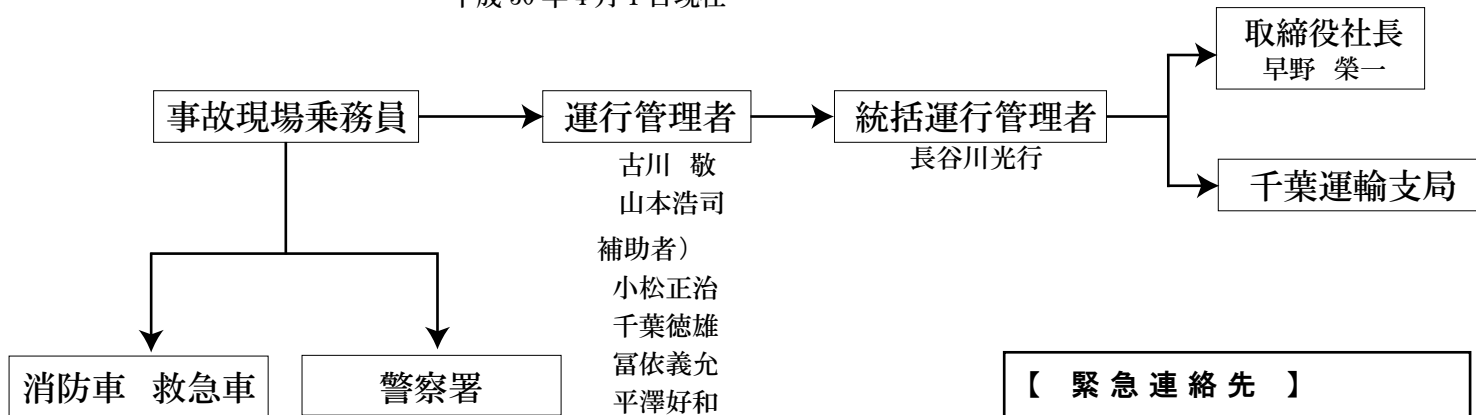 取締役社長
早野 榮一
事故現場乗務員
運行管理者
統括運行管理者
古川 敬
山本浩司
長谷川光行
千葉運輸支局
補助者）
小松正治
千葉徳雄
冨依義允
平澤好和
消防車 救急車
警察署
【 緊 急 連 絡 先 】